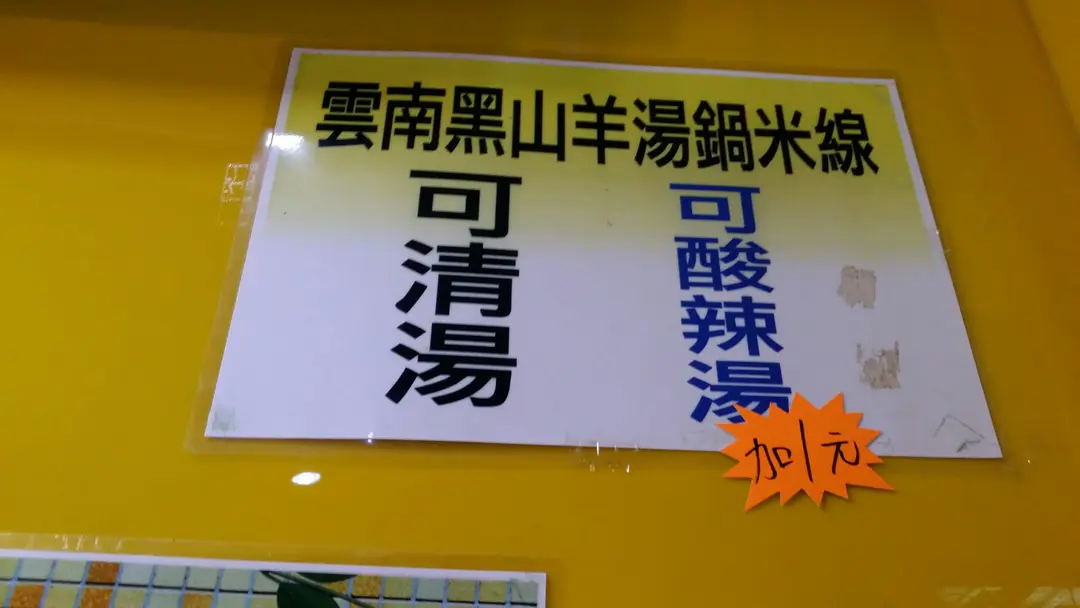 雲南黑山羊湯鍋米線
可清湯
可酸辣湯
加1元